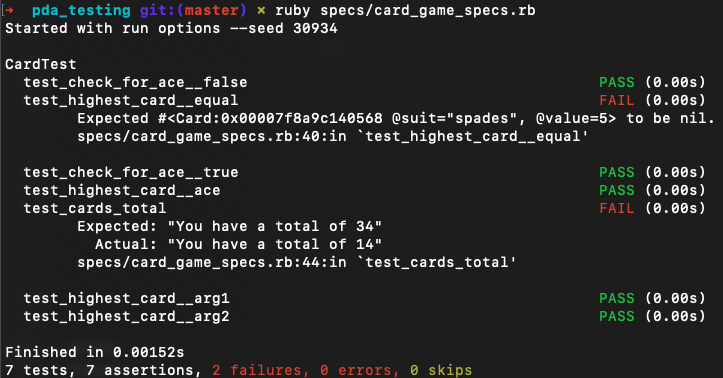 → pda_testing git:(master) × ruby specs/card_game_specs.rb
Started with run options --seed 30934
CardTest
test_check_for_ace__false PASS (0.00s)
test_highest_card__equal FAIL (0.00s)
Expected #<Card:0x00007f8a9c140568 @suit="spades", @value=5> to be nil.
specs/card_game_specs.rb:40:in `test_highest_card__equal'
test_check_for_ace__true PASS (0.00s)
test_highest_card__ace PASS (0.00s)
test_cards_total FAIL (0.00s)
Expected: "You have a total of 34"
Actual: "You have a total of 14"
specs/card_game_specs.rb:44:in `test_cards_total'
test_highest_card__arg1 PASS (0.00s)
test_highest_card__arg2 PASS (0.00s)
Finished in 0.00152s
7 tests, 7 assertions, 2 failures, 0 errors, 0 skips